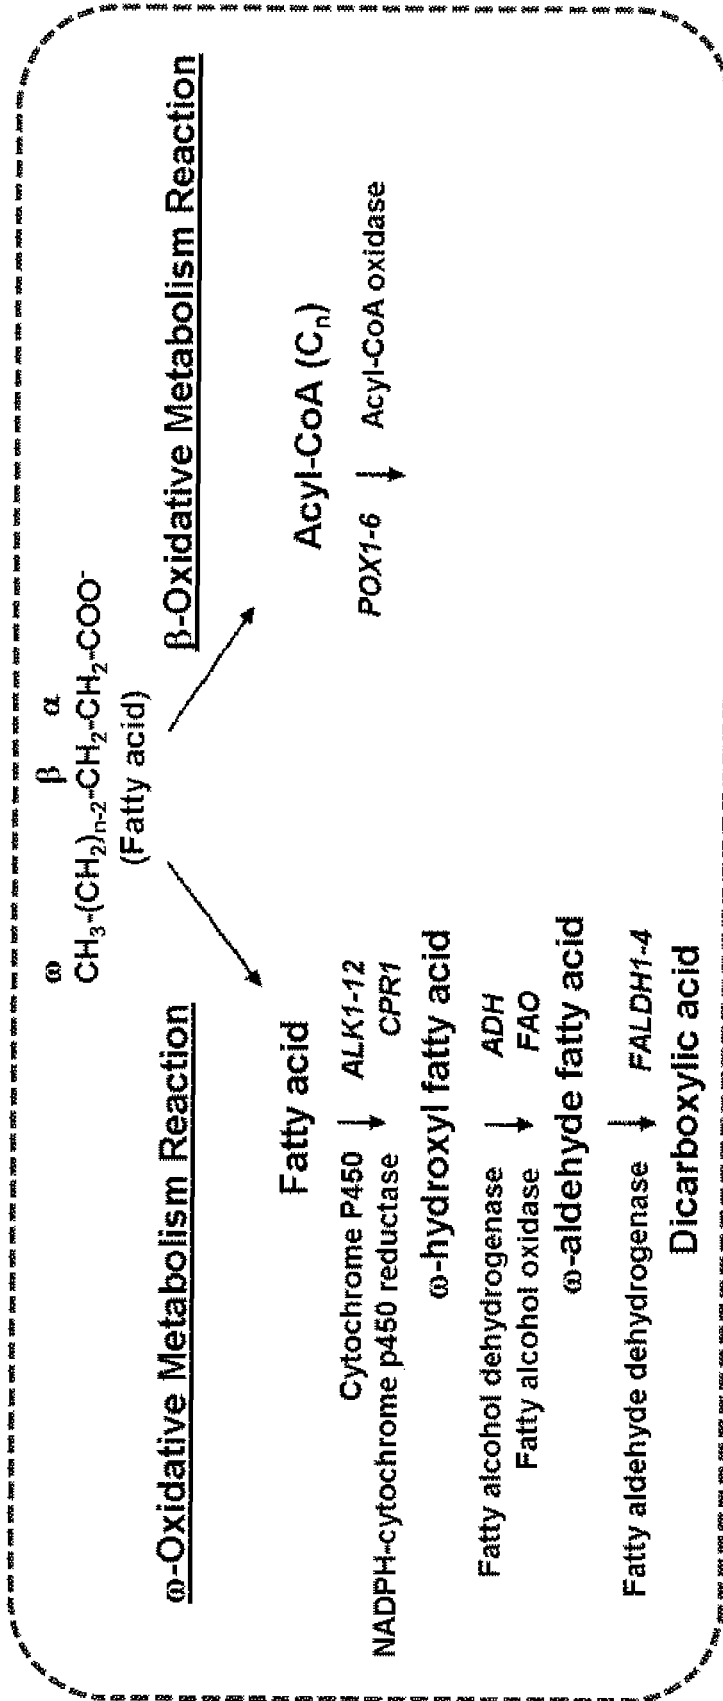 ω β α
CH₃-(CH₂)ₙ₋₂-CH₂-CH₂-COO⁻
(Fatty acid)
ω-Oxidative Metabolism Reaction
Fatty acid
Cytochrome P450 ALK1-12
NADPH-cytochrome p450 reductase CPR1
ω-hydroxyl fatty acid
Fatty alcohol dehydrogenase ADH
Fatty alcohol oxidase FAO
ω-aldehyde fatty acid
Fatty aldehyde dehydrogenase FALDH1-4
Dicarboxylic acid
β-Oxidative Metabolism Reaction
Acyl-CoA (Cₙ)
POX1-6 Acyl-CoA oxidase